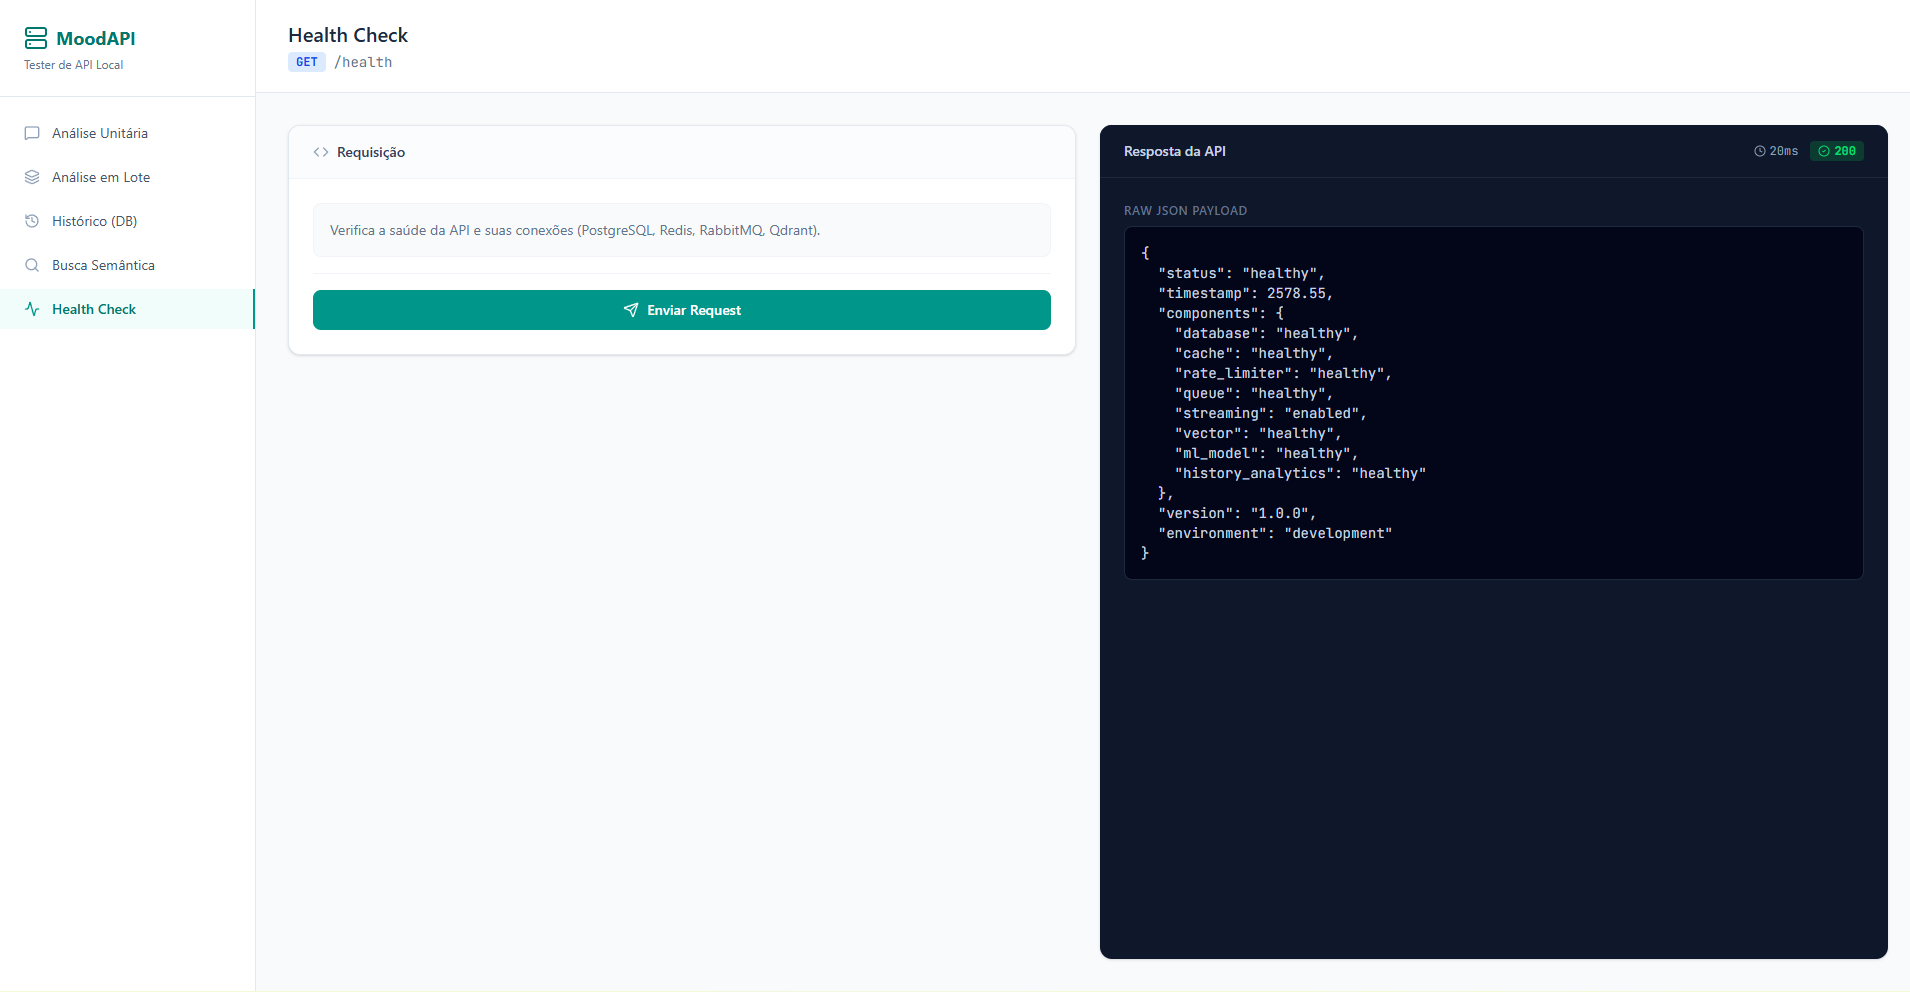 MoodAPI
Tester de API Local
Análise Unitária
Análise em Lote
Histórico (DB)
Busca Semântica
Health Check
Health Check
GET /health
Requisição
Verifica a saúde da API e suas conexões (PostgreSQL, Redis, RabbitMQ, Qdrant).
Enviar Request
Resposta da API 20ms 200
RAW JSON PAYLOAD
{
  "status": "healthy",
  "timestamp": 2578.55,
  "components": {
    "database": "healthy",
    "cache": "healthy",
    "rate_limiter": "healthy",
    "queue": "healthy",
    "streaming": "enabled",
    "vector": "healthy",
    "ml_model": "healthy",
    "history_analytics": "healthy"
  },
  "version": "1.0.0",
  "environment": "development"
}